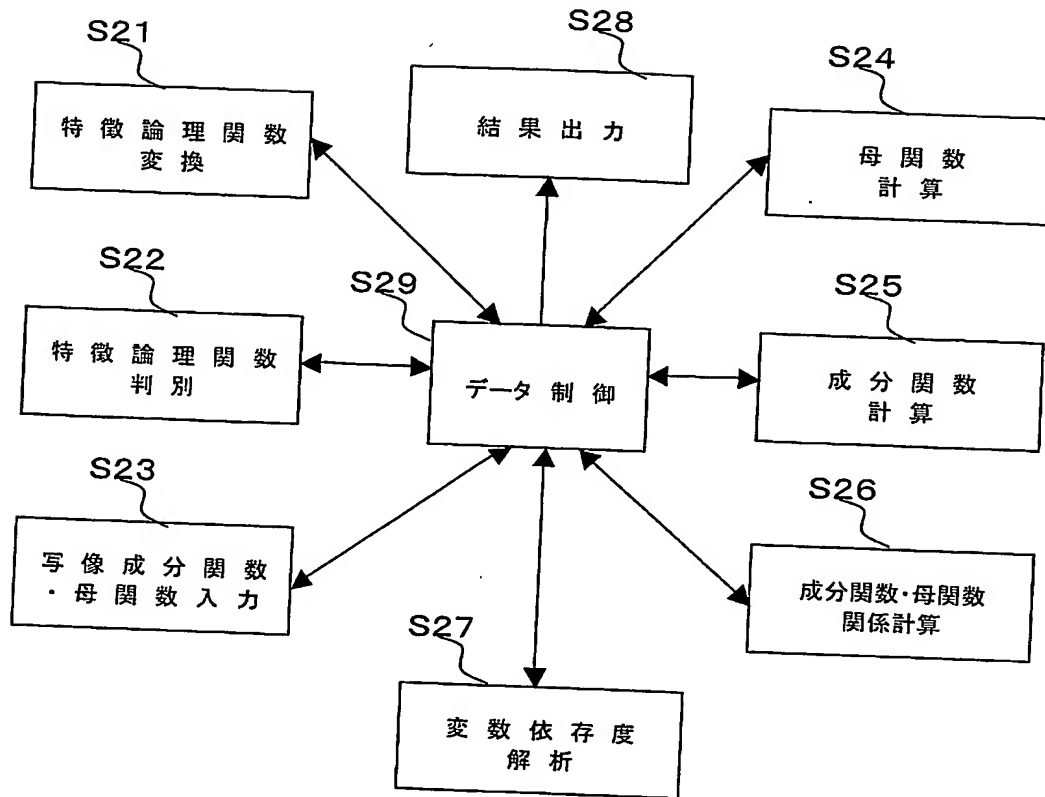 S21
特徴論理関数
変換
S28
結果出力
S24
母関数
計算
S22
特徴論理関数
判別
S29
データ制御
S25
成分関数
計算
S23
写像成分関数
・母関数入力
S26
成分関数・母関数
関係計算
S27
変数依存度
解析